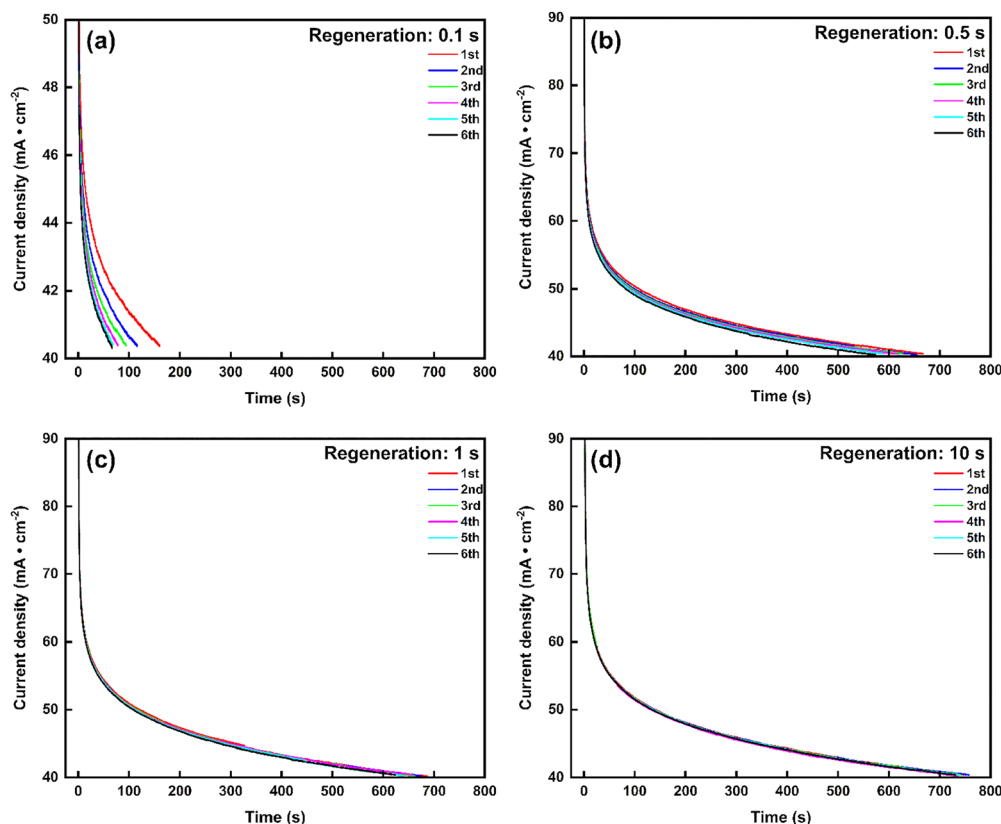 (a)
Regeneration: 0.1 s
1st
2nd
3rd
4th
5th
6th
50
48
46
44
42
40
0 100 200 300 400 500 600 700 800
Current density (mA • cm⁻²)
Time (s)
(b)
Regeneration: 0.5 s
1st
2nd
3rd
4th
5th
6th
90
80
70
60
50
40
0 100 200 300 400 500 600 700 800
Current density (mA • cm⁻²)
Time (s)
(c)
Regeneration: 1 s
1st
2nd
3rd
4th
5th
6th
90
80
70
60
50
40
0 100 200 300 400 500 600 700 800
Current density (mA • cm⁻²)
Time (s)
(d)
Regeneration: 10 s
1st
2nd
3rd
4th
5th
6th
90
80
70
60
50
40
0 100 200 300 400 500 600 700 800
Current density (mA • cm⁻²)
Time (s)